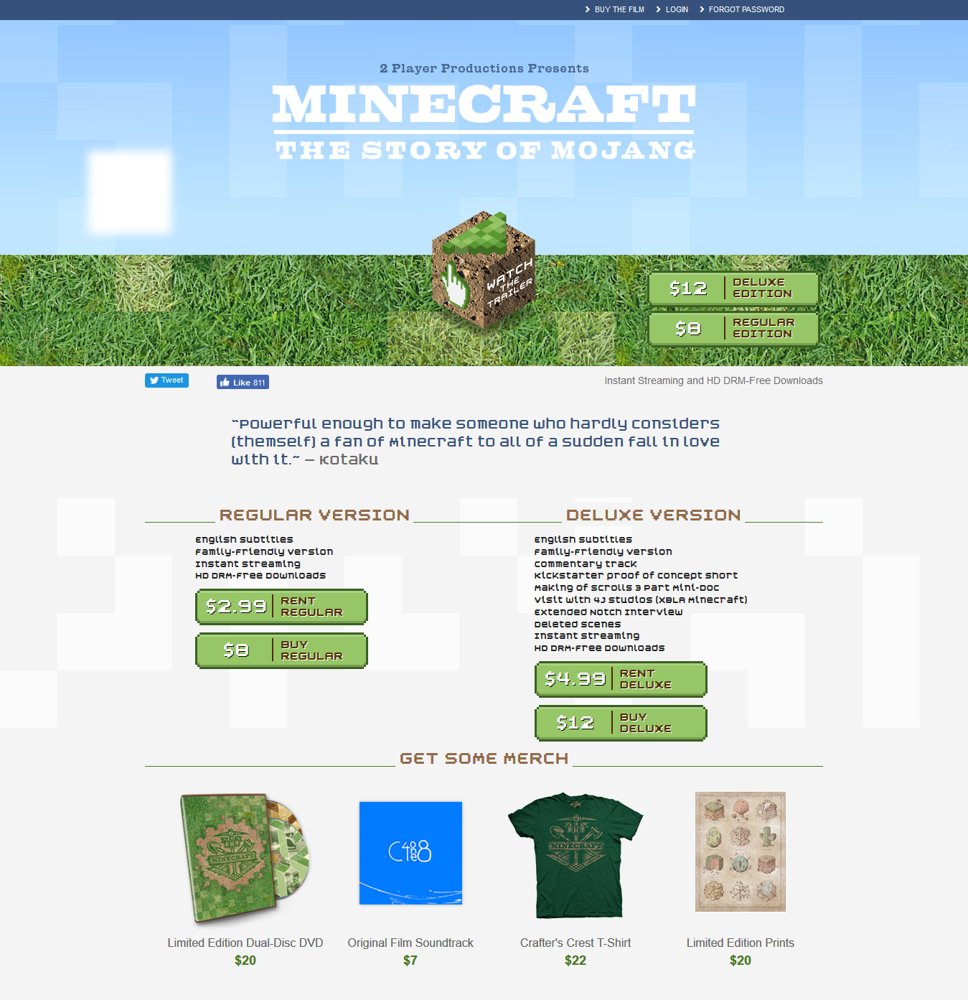 BUY THE FILM
LOGIN
FORGOT PASSWORD
2 Player Productions Presents
MINECRAFT
THE STORY OF MOJANG
WATCH
THE
TRAILER
$12
DELUXE
EDITION
$8
REGULAR
EDITION
Tweet
Like 811
Instant Streaming and HD DRM-Free Downloads
"Powerful enough to make someone who hardly considers
(themself) a fan of Minecraft to all of a sudden fall in love
with it." — Kotaku
REGULAR VERSION
English Subtitles
Family-Friendly Version
Instant Streaming
HD DRM-Free Downloads
$2.99
RENT
REGULAR
$8
BUY
REGULAR
DELUXE VERSION
English Subtitles
Family-Friendly Version
Commentary Track
Kickstarter Proof of Concept Short
Making of Scrolls 3 Part Mini-Doc
Visit with 4J Studios (XBLA Minecraft)
Extended Notch Interview
Deleted Scenes
Instant Streaming
HD DRM-Free Downloads
$4.99
RENT
DELUXE
$12
BUY
DELUXE
GET SOME MERCH
MINECRAFT
C418
one
MINECRAFT
Limited Edition Dual-Disc DVD
$20
Original Film Soundtrack
$7
Crafter's Crest T-Shirt
$22
Limited Edition Prints
$20